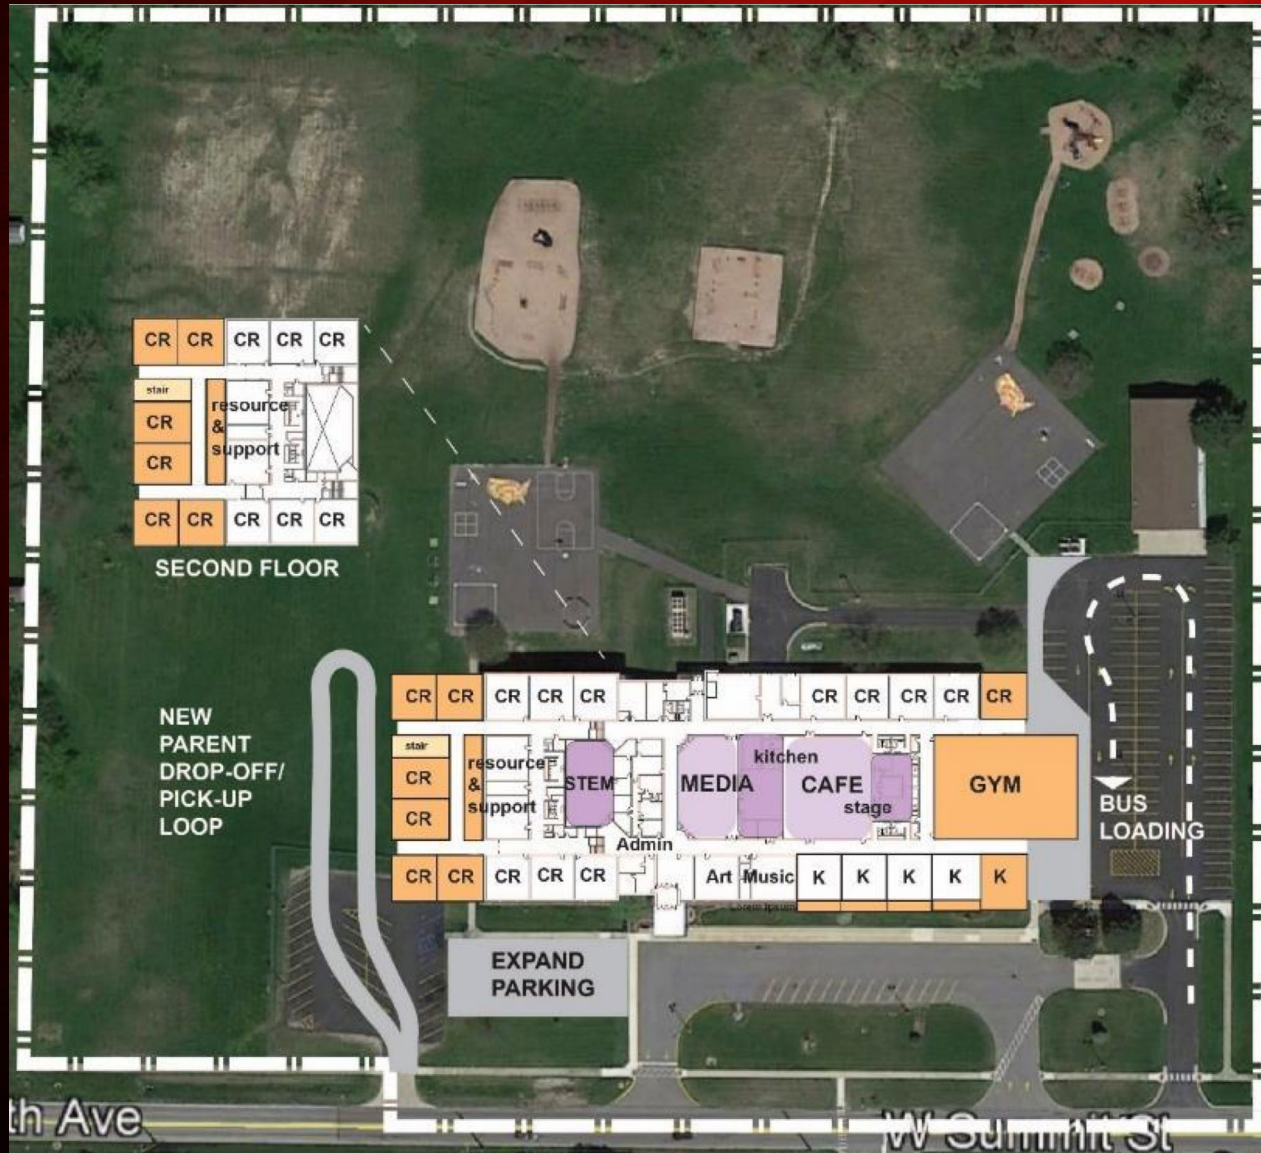 CR CR CR CR CR
stair
CR
resource
&
support
CR
CR CR CR CR CR
SECOND FLOOR
NEW
PARENT
DROP-OFF/
PICK-UP
LOOP
CR CR CR CR CR CR CR CR CR CR
stair
CR
CR
resource
&
support
STEM
MEDIA
kitchen
CAFE
stage
GYM
BUS
LOADING
Admin
CR CR CR CR CR Art Music K K K K K
Lorem ipsum
EXPAND
PARKING
th Ave
W Summit St